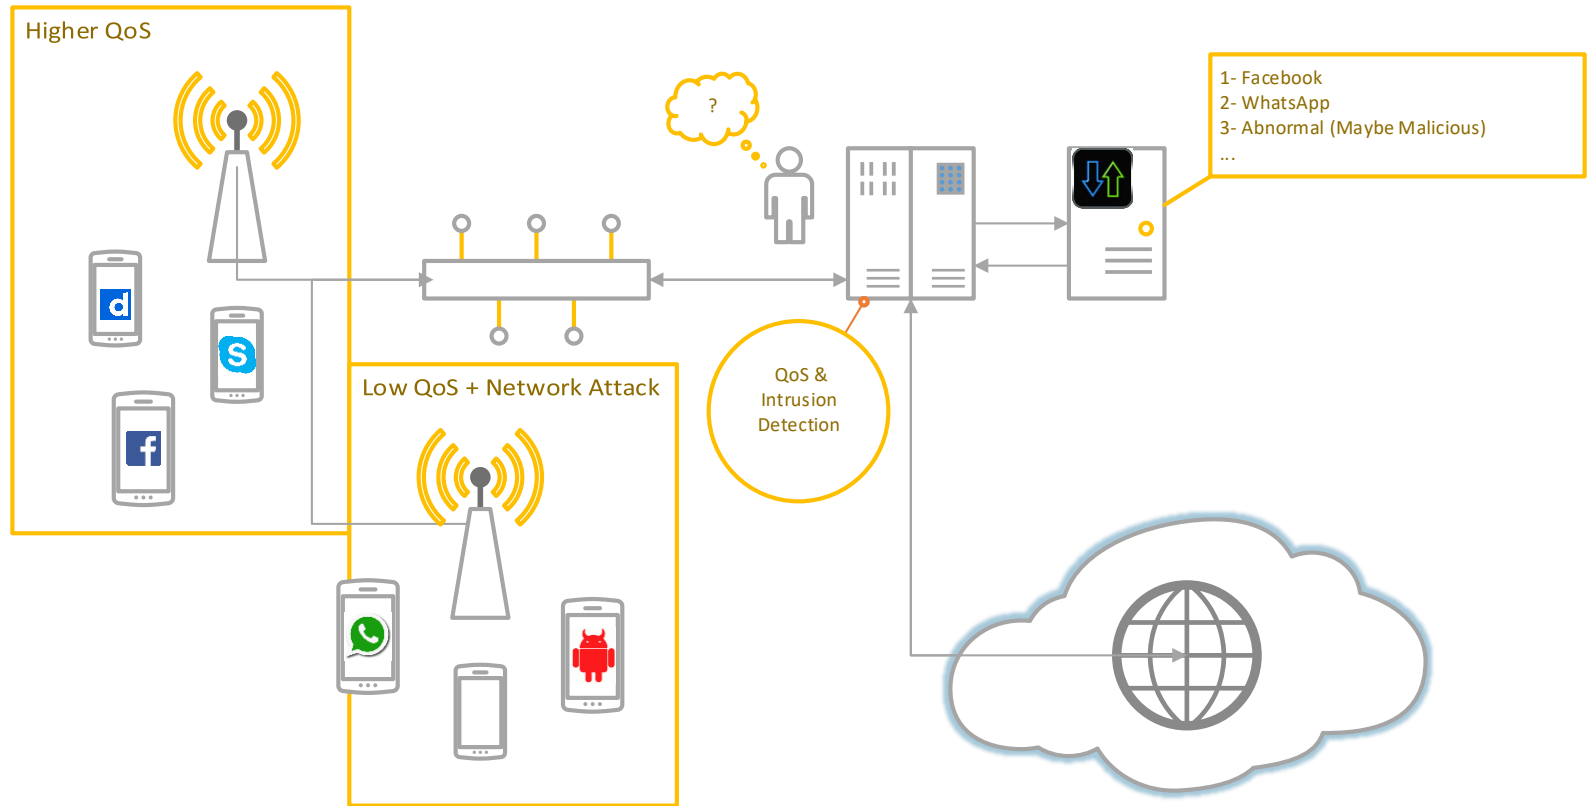 Higher QoS
?
1- Facebook
2- WhatsApp
3- Abnormal (Maybe Malicious)
...
d
S
f
Low QoS + Network Attack
QoS &
Intrusion
Detection